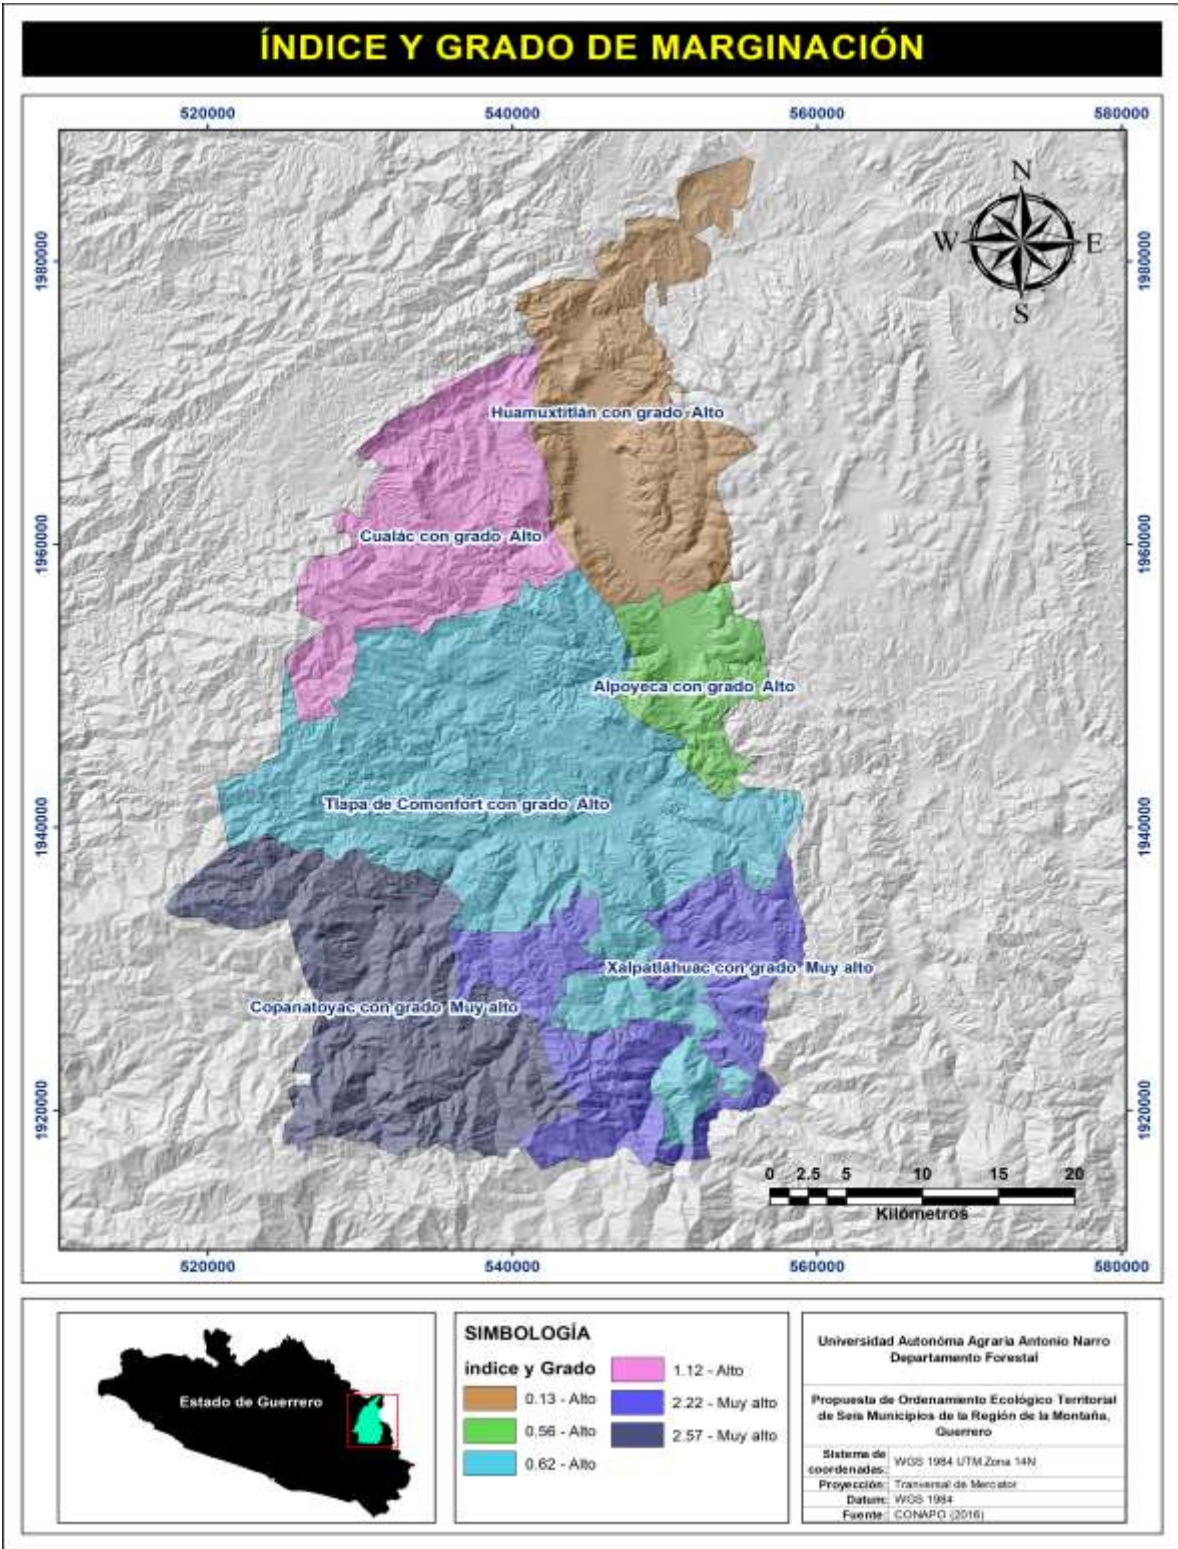 ÍNDICE Y GRADO DE MARGINACIÓN
520000 540000 560000 580000
N
W E
S
1980000 1980000
Huamuxtitlán con grado Alto
Cualác con grado Alto
1960000 1960000
Alpoyeca con grado Alto
Tlapa de Comonfort con grado Alto
1940000 1940000
Xalpatláhuac con grado Muy alto
Copanatoyac con grado Muy alto
1920000 1920000
0 2.5 5 10 15 20
Kilómetros
520000 540000 560000 580000
Estado de Guerrero
SIMBOLOGÍA
índice y Grado
0.13 - Alto
0.56 - Alto
0.62 - Alto
1.12 - Alto
2.22 - Muy alto
2.57 - Muy alto
Universidad Autonóma Agraria Antonio Narro
Departamento Forestal
Propuesta de Ordenamiento Ecológico Territorial
de Seis Municipios de la Región de la Montaña,
Guerrero
Sistema de
coordenadas: WGS 1984 UTM Zona 14N
Proyección: Tranversal de Mercator
Datum: WGS 1984
Fuente: CONAPO (2016)